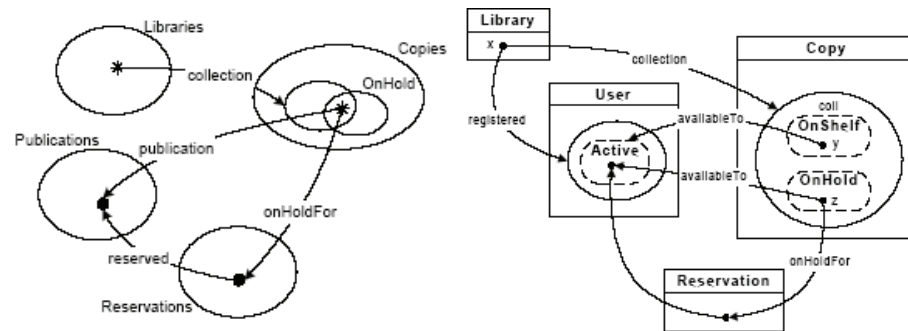 Libraries
Copies
collection
OnHold
Publications
publication
onHoldFor
reserved
Reservations
Library
x
collection
Copy
registered
User
availableTo
coll
OnShelf
y
Active
availableTo
OnHold
z
onHoldFor
Reservation